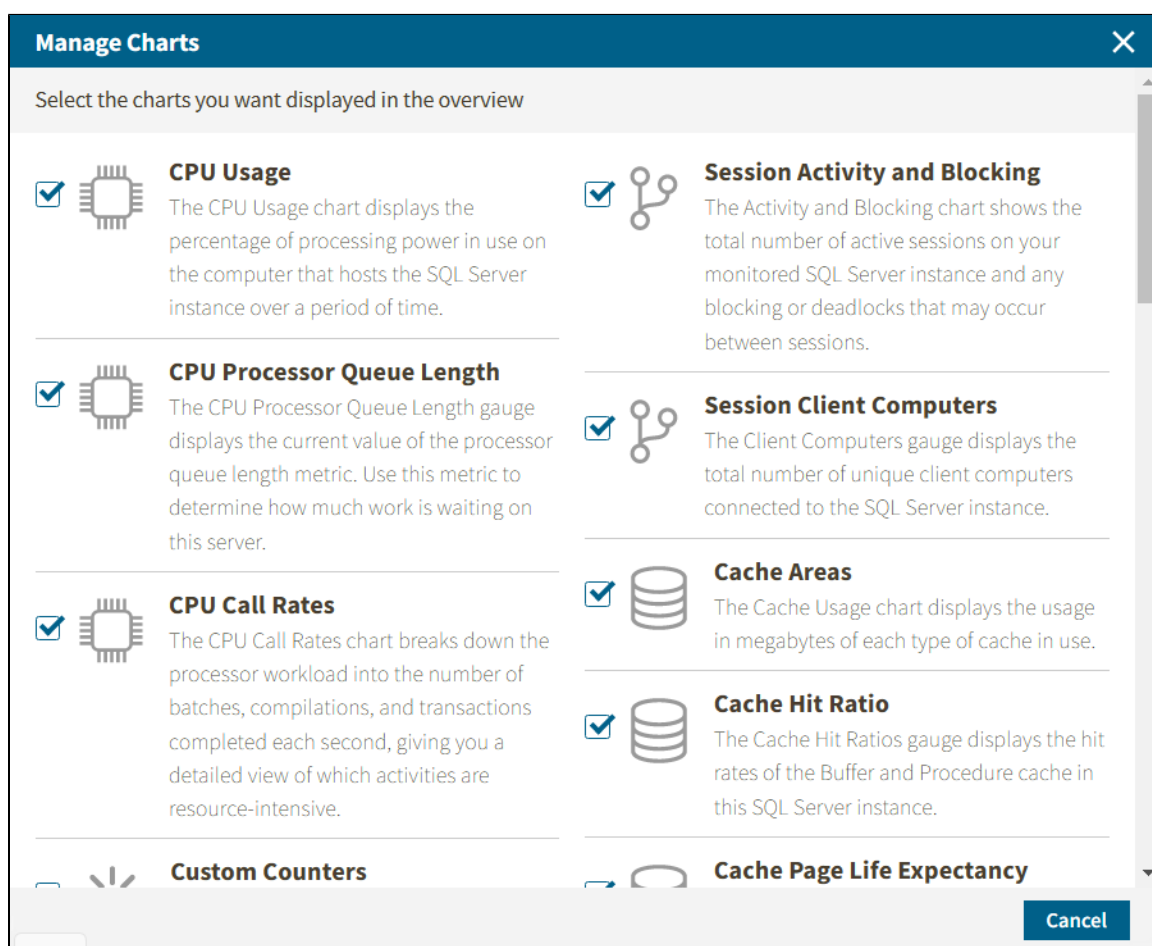 Manage Charts
Select the charts you want displayed in the overview
CPU Usage
The CPU Usage chart displays the
percentage of processing power in use on
the computer that hosts the SQL Server
instance over a period of time.
CPU Processor Queue Length
The CPU Processor Queue Length gauge
displays the current value of the processor
queue length metric. Use this metric to
determine how much work is waiting on
this server.
CPU Call Rates
The CPU Call Rates chart breaks down the
processor workload into the number of
batches, compilations, and transactions
completed each second, giving you a
detailed view of which activities are
resource-intensive.
Custom Counters
Session Activity and Blocking
The Activity and Blocking chart shows the
total number of active sessions on your
monitored SQL Server instance and any
blocking or deadlocks that may occur
between sessions.
Session Client Computers
The Client Computers gauge displays the
total number of unique client computers
connected to the SQL Server instance.
Cache Areas
The Cache Usage chart displays the usage
in megabytes of each type of cache in use.
Cache Hit Ratio
The Cache Hit Ratios gauge displays the hit
rates of the Buffer and Procedure cache in
this SQL Server instance.
Cache Page Life Expectancy
Cancel